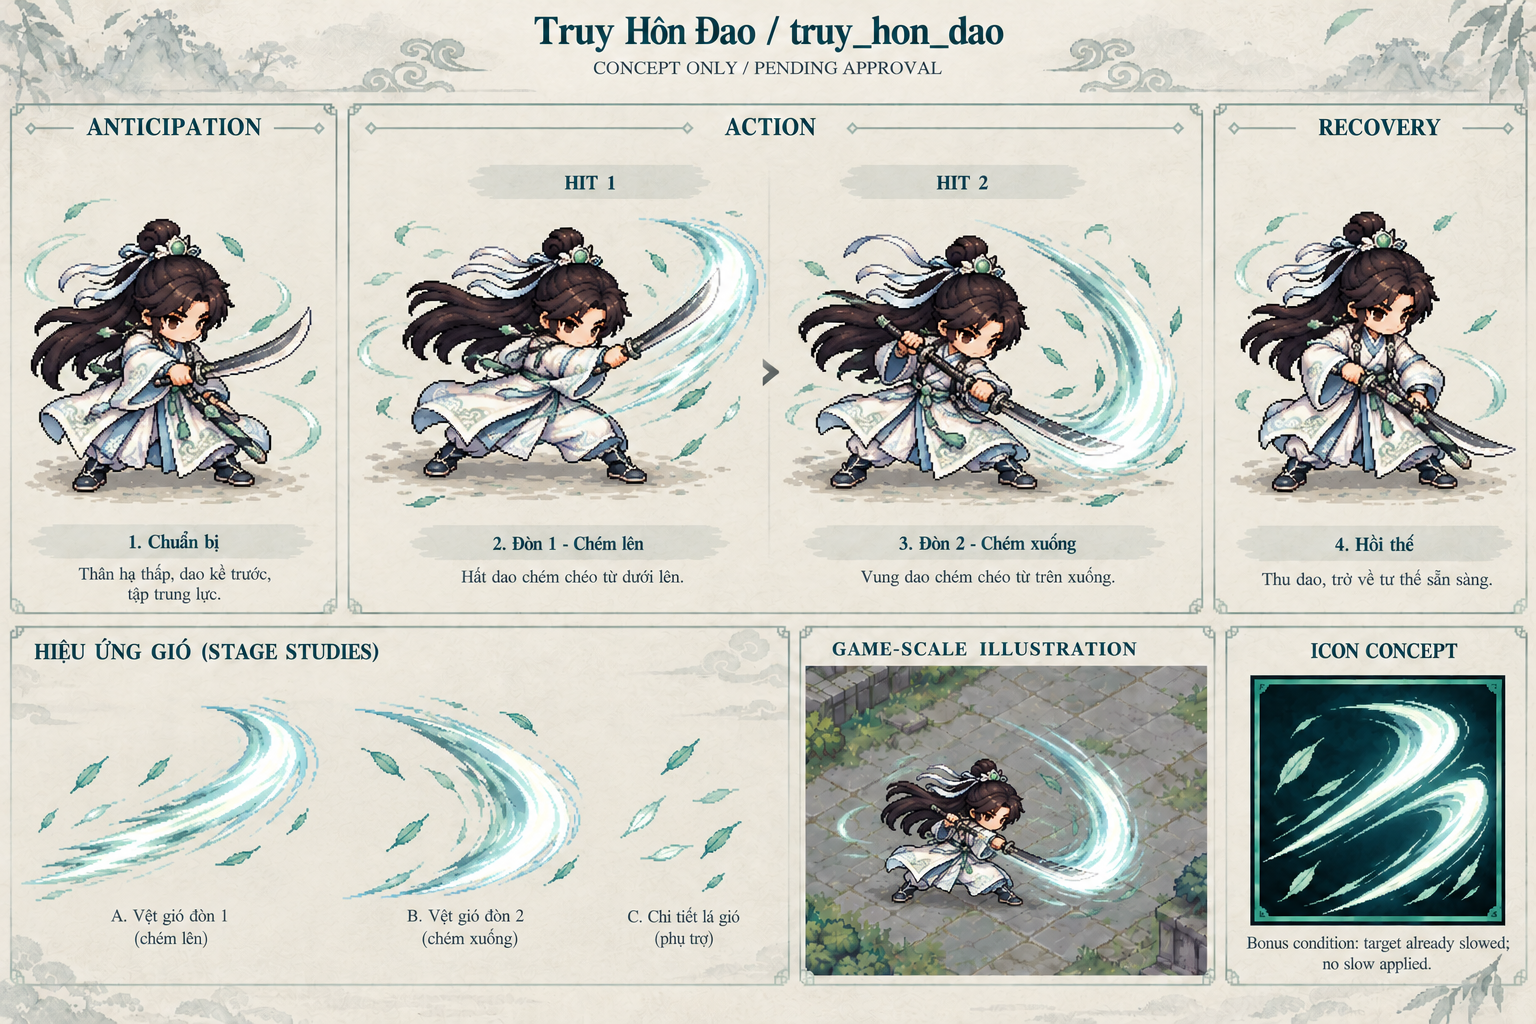 Truy Hôn Đao / truy_hon_dao
CONCEPT ONLY / PENDING APPROVAL
ANTICIPATION
1. Chuẩn bị
Thân hạ thấp, dao kề trước,
tập trung lực.
ACTION
HIT 1
2. Đòn 1 - Chém lên
Hất dao chém chéo từ dưới lên.
HIT 2
3. Đòn 2 - Chém xuống
Vung dao chém chéo từ trên xuống.
RECOVERY
4. Hồi thế
Thu dao, trở về tư thế sẵn sàng.
HIỆU ỨNG GIÓ (STAGE STUDIES)
A. Vệt gió đòn 1
(chém lên)
B. Vệt gió đòn 2
(chém xuống)
C. Chi tiết lá gió
(phụ trợ)
GAME-SCALE ILLUSTRATION
ICON CONCEPT
Bonus condition: target already slowed;
no slow applied.